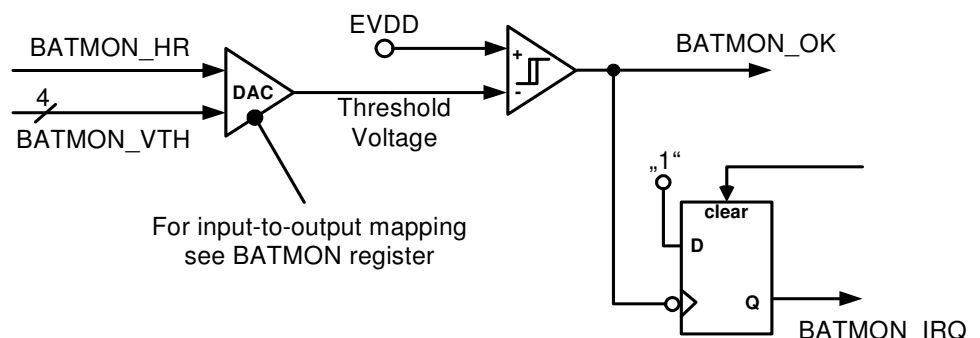 EVDD
BATMON_HR
BATMON_OK
+
DAC
-
4
Threshold
Voltage
BATMON_VTH
„1“
clear
For input-to-output mapping
see BATMON register
D
Q
BATMON_IRQ